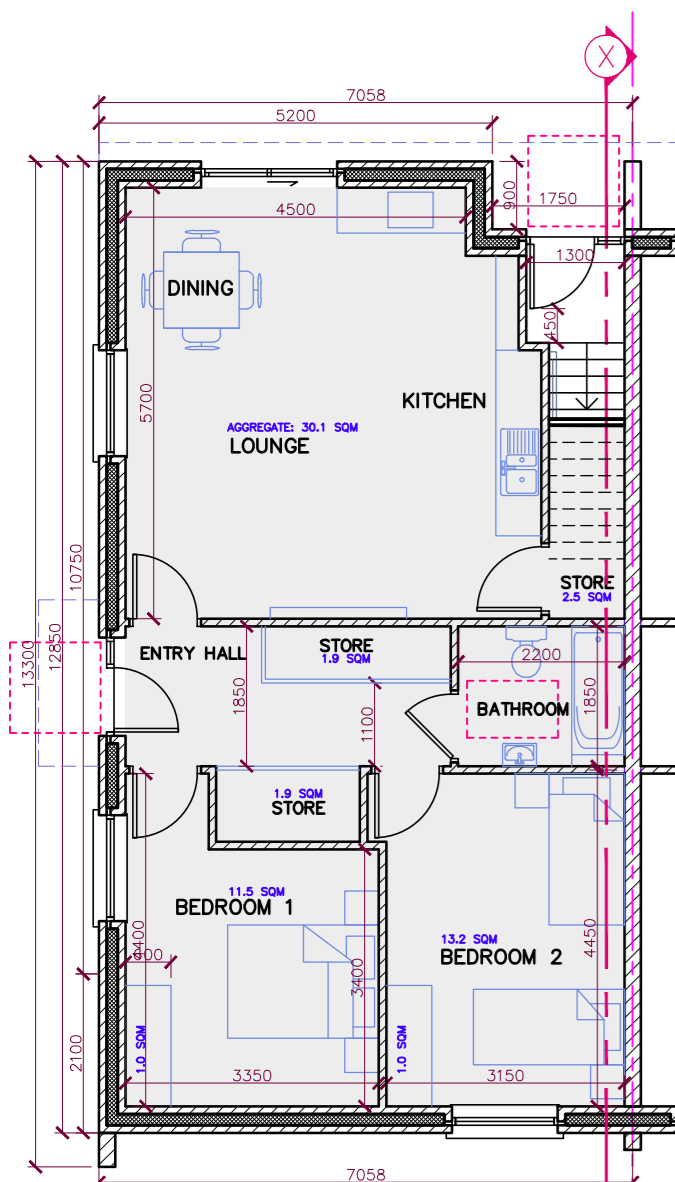 X
7058
5200
900
1750
4500
1300
DINING
450
KITCHEN
5700
AGGREGATE: 30.1 SQM
LOUNGE
10750
STORE
2.5 SQM
ENTRY HALL
STORE
1.9 SQM
2200
13300
12850
1850
1100
BATHROOM
1850
1.9 SQM
STORE
11.5 SQM
BEDROOM 1
13.2 SQM
BEDROOM 2
4400
400
3400
4450
2100
1.0 SQM
1.0 SQM
3350
3150
7058